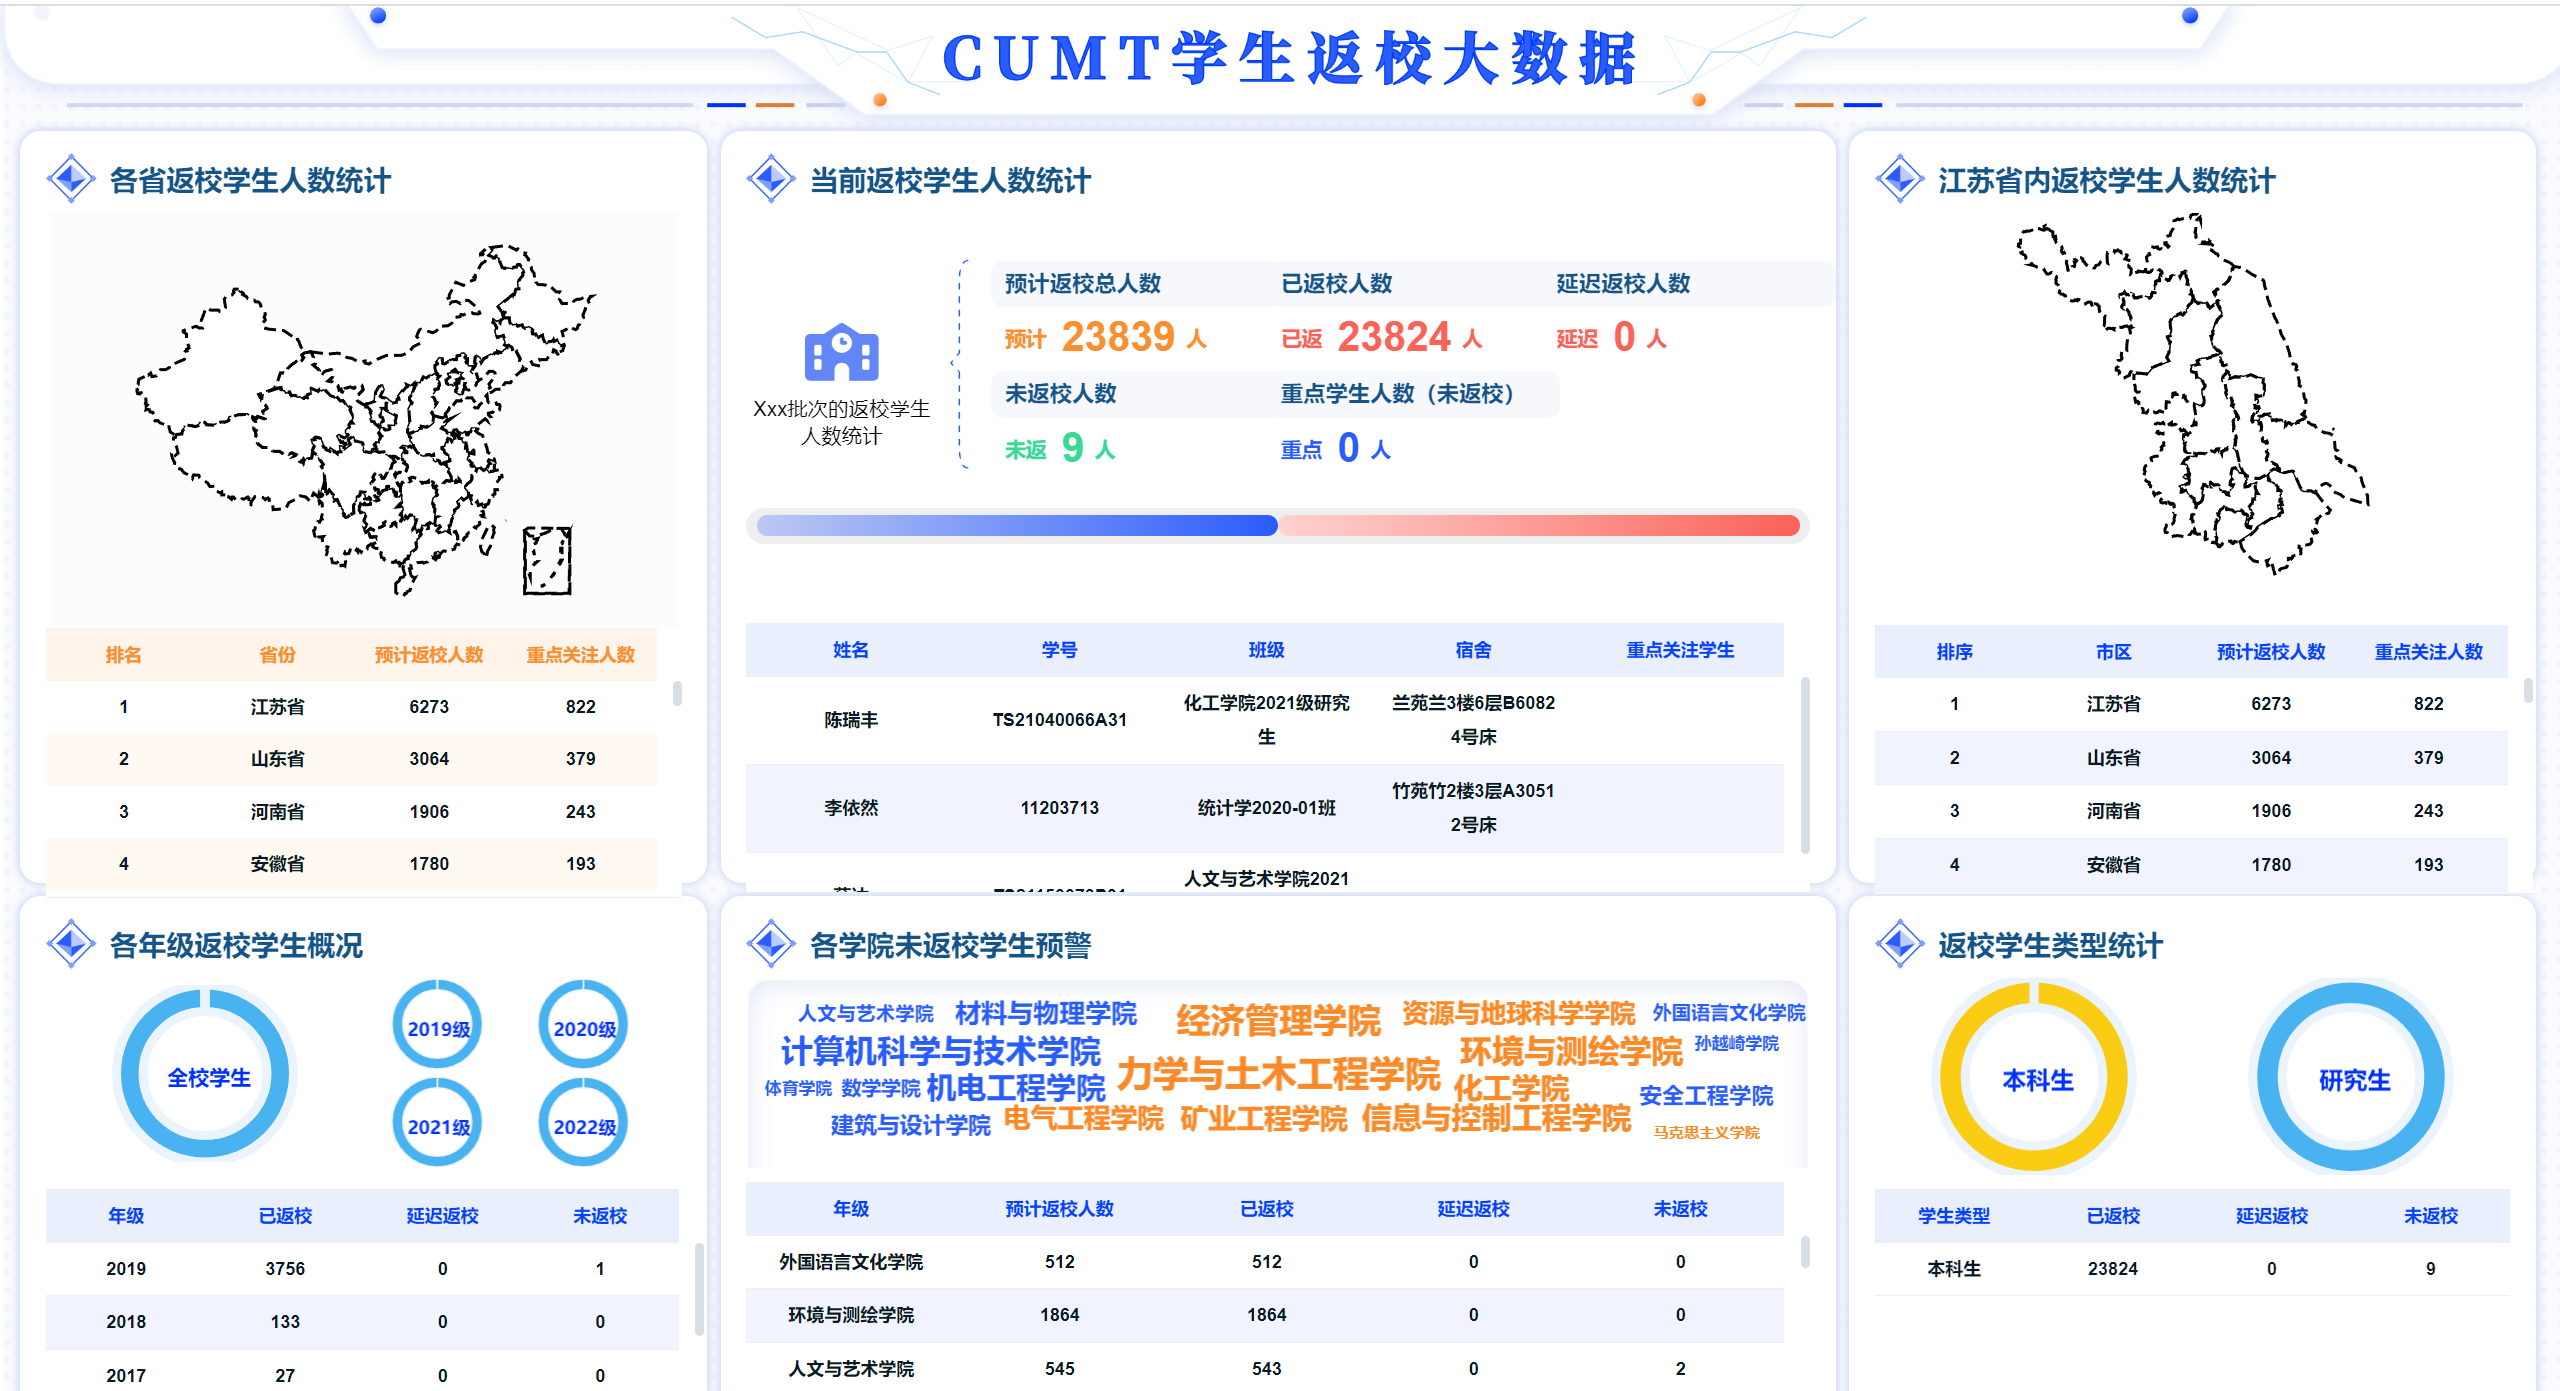 CUMT学生返校大数据
各省返校学生人数统计
排名 省份 预计返校人数 重点关注人数
1 江苏省 6273 822
2 山东省 3064 379
3 河南省 1906 243
4 安徽省 1780 193
当前返校学生人数统计
Xxx批次的返校学生
人数统计
预计返校总人数 已返校人数 延迟返校人数
预计 23839 人 已返 23824 人 延迟 0 人
未返校人数 重点学生人数（未返校）
未返 9 人 重点 0 人
姓名 学号 班级 宿舍 重点关注学生
陈瑞丰 TS21040066A31 化工学院2021级研究
生 兰苑兰3楼6层B6082
4号床
李依然 11203713 统计学2020-01班 竹苑竹2楼3层A3051
2号床
人文与艺术学院2021
江苏省内返校学生人数统计
排序 市区 预计返校人数 重点关注人数
1 江苏省 6273 822
2 山东省 3064 379
3 河南省 1906 243
4 安徽省 1780 193
各年级返校学生概况
全校学生
2019级 2020级
2021级 2022级
年级 已返校 延迟返校 未返校
2019 3756 0 1
2018 133 0 0
2017 27 0 0
各学院未返校学生预警
人文与艺术学院 材料与物理学院 经济管理学院 资源与地球科学学院 外国语言文化学院
计算机科学与技术学院 力学与土木工程学院 环境与测绘学院 孙越崎学院
体育学院 数学学院 机电工程学院 化工学院 安全工程学院
建筑与设计学院 电气工程学院 矿业工程学院 信息与控制工程学院 马克思主义学院
年级 预计返校人数 已返校 延迟返校 未返校
外国语言文化学院 512 512 0 0
环境与测绘学院 1864 1864 0 0
人文与艺术学院 545 543 0 2
返校学生类型统计
本科生 研究生
学生类型 已返校 延迟返校 未返校
本科生 23824 0 9